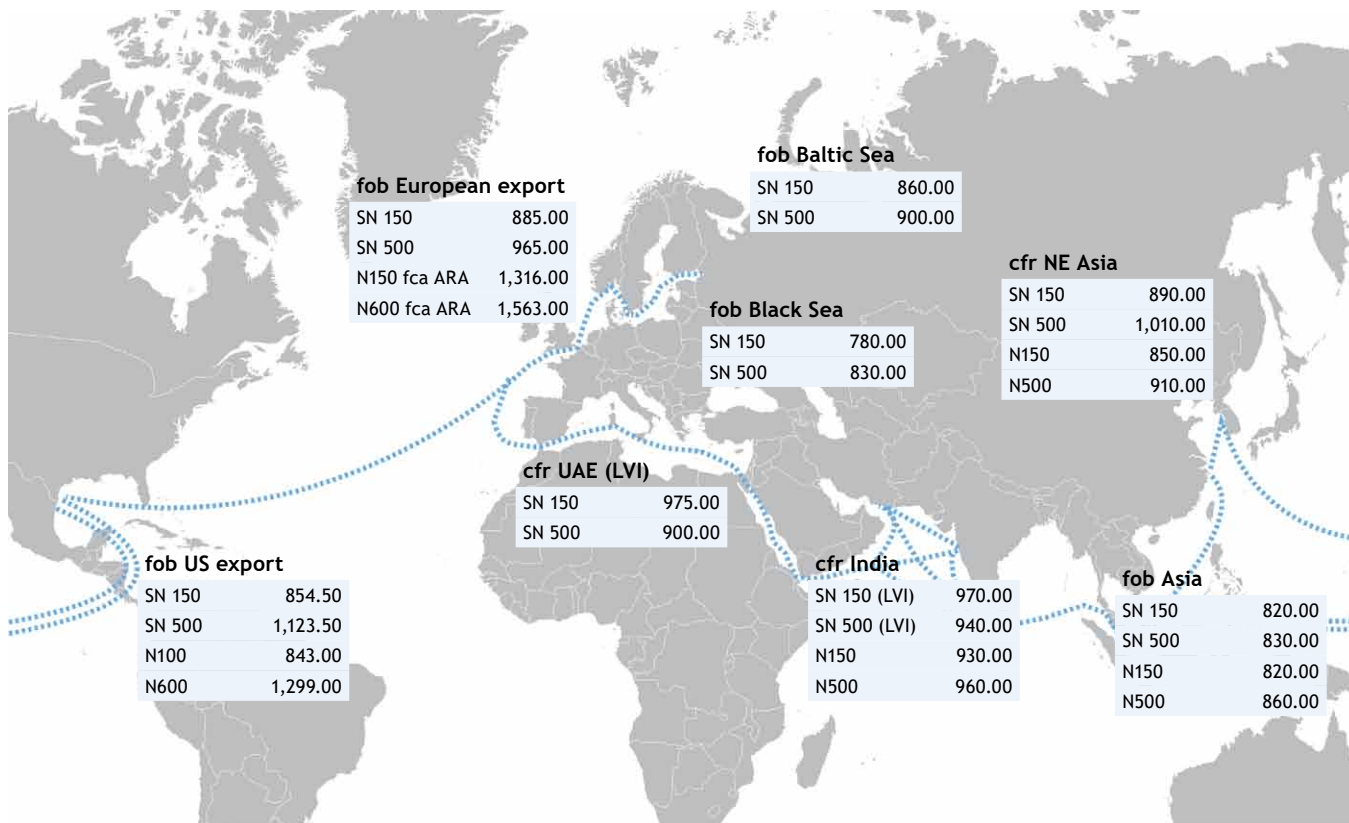 fob Baltic Sea
SN 150 860.00
SN 500 900.00
fob European export
SN 150 885.00
SN 500 965.00
N150 fca ARA 1,316.00
N600 fca ARA 1,563.00
cfr NE Asia
SN 150 890.00
SN 500 1,010.00
N150 850.00
N500 910.00
fob Black Sea
SN 150 780.00
SN 500 830.00
cfr UAE (LVI)
SN 150 975.00
SN 500 900.00
fob US export
SN 150 854.50
SN 500 1,123.50
N100 843.00
N600 1,299.00
cfr India
SN 150 (LVI) 970.00
SN 500 (LVI) 940.00
N150 930.00
N500 960.00
fob Asia
SN 150 820.00
SN 500 830.00
N150 820.00
N500 860.00